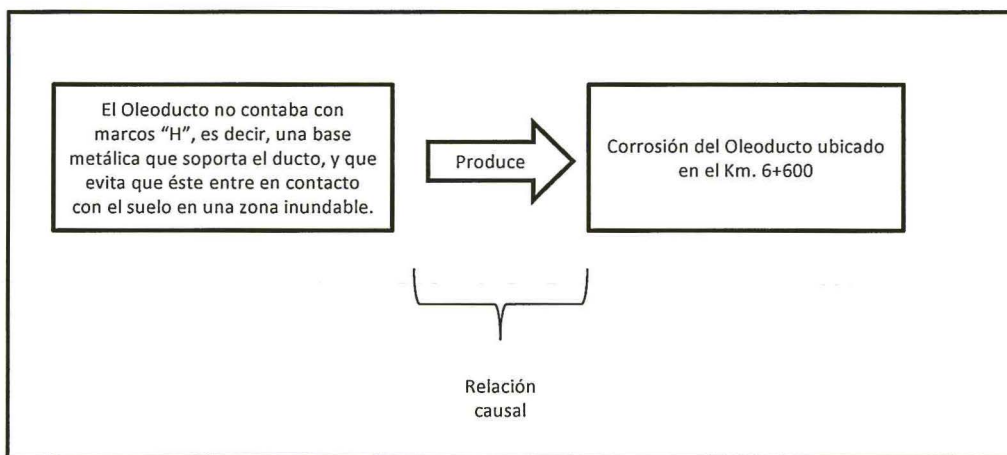 El Oleoducto no contaba con
marcos “H”, es decir, una base
metálica que soporta el ducto, y que
evita que éste entre en contacto
con el suelo en una zona inundable.
Produce
Corrosión del Oleoducto ubicado
en el Km. 6+600
Relación
causal